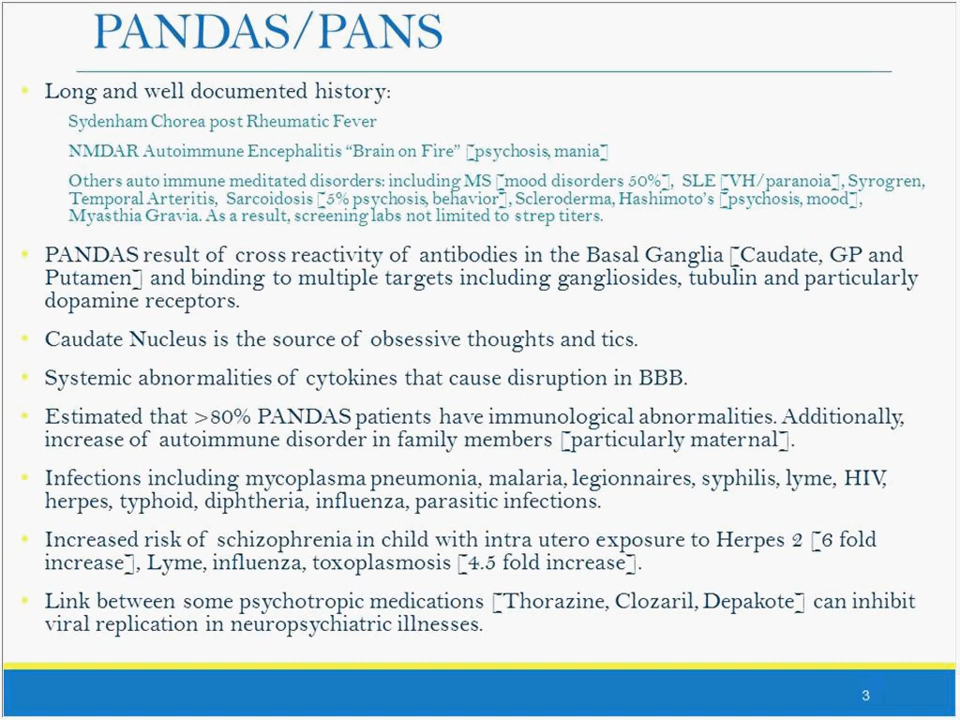 PANDAS/PANS
• Long and well documented history:
Sydenham Chorea post Rheumatic Fever
NMDAR Autoimmune Encephalitis “Brain on Fire” [psychosis, mania]
Others auto immune meditated disorders: including MS [mood disorders 50%], SLE [VH/paranoia], Syrogren,
Temporal Arteritis, Sarcoidosis [5% psychosis, behavior], Scleroderma, Hashimoto’s [psychosis, mood],
Myasthia Gravia. As a result, screening labs not limited to strep titers.
• PANDAS result of cross reactivity of antibodies in the Basal Ganglia [Caudate, GP and
Putamen] and binding to multiple targets including gangliosides, tubulin and particularly
dopamine receptors.
• Caudate Nucleus is the source of obsessive thoughts and tics.
• Systemic abnormalities of cytokines that cause disruption in BBB.
• Estimated that >80% PANDAS patients have immunological abnormalities. Additionally,
increase of autoimmune disorder in family members [particularly maternal].
• Infections including mycoplasma pneumonia, malaria, legionnaires, syphilis, lyme, HIV,
herpes, typhoid, diphtheria, influenza, parasitic infections.
• Increased risk of schizophrenia in child with intra utero exposure to Herpes 2 [6 fold
increase], Lyme, influenza, toxoplasmosis [4.5 fold increase].
• Link between some psychotropic medications [Thorazine, Clozaril, Depakote] can inhibit
viral replication in neuropsychiatric illnesses.
3